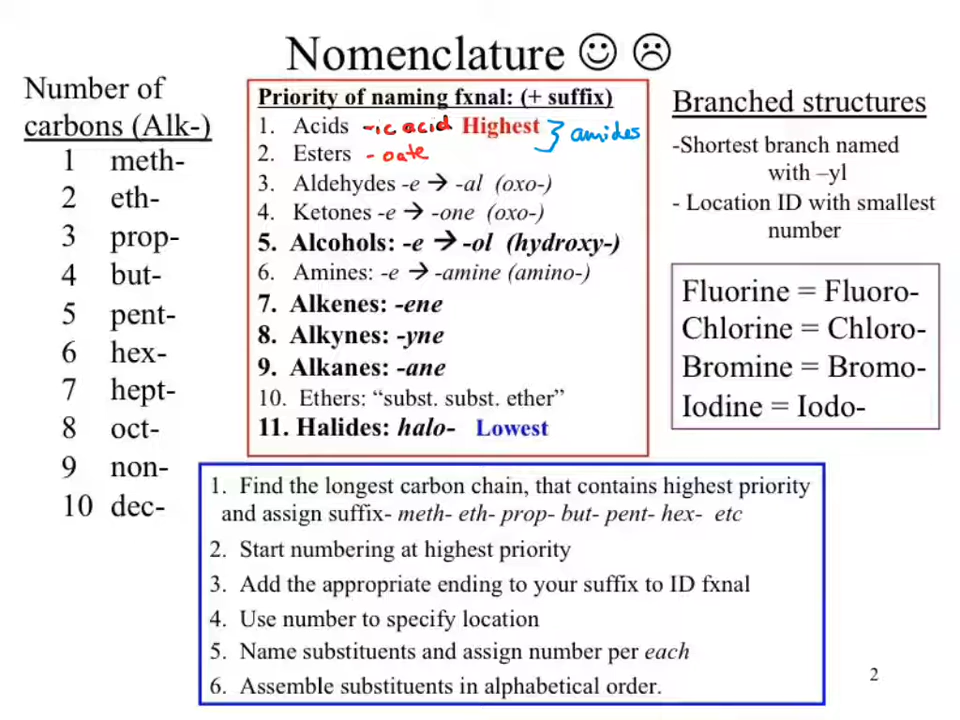 Nomenclature ☺ ☹
Number of
carbons (Alk-)
1 meth-
2 eth-
3 prop-
4 but-
5 pent-
6 hex-
7 hept-
8 oct-
9 non-
10 dec-
Priority of naming fxnal: (+ suffix)
1. Acids -ic acid Highest } amides
2. Esters - oate
3. Aldehydes -e → -al (oxo-)
4. Ketones -e → -one (oxo-)
5. Alcohols: -e → -ol (hydroxy-)
6. Amines: -e → -amine (amino-)
7. Alkenes: -ene
8. Alkynes: -yne
9. Alkanes: -ane
10. Ethers: “subst. subst. ether”
11. Halides: halo- Lowest
Branched structures
-Shortest branch named
with –yl
- Location ID with smallest
number
Fluorine = Fluoro-
Chlorine = Chloro-
Bromine = Bromo-
Iodine = Iodo-
1. Find the longest carbon chain, that contains highest priority
and assign suffix- meth- eth- prop- but- pent- hex- etc
2. Start numbering at highest priority
3. Add the appropriate ending to your suffix to ID fxnal
4. Use number to specify location
5. Name substituents and assign number per each
6. Assemble substituents in alphabetical order.
2